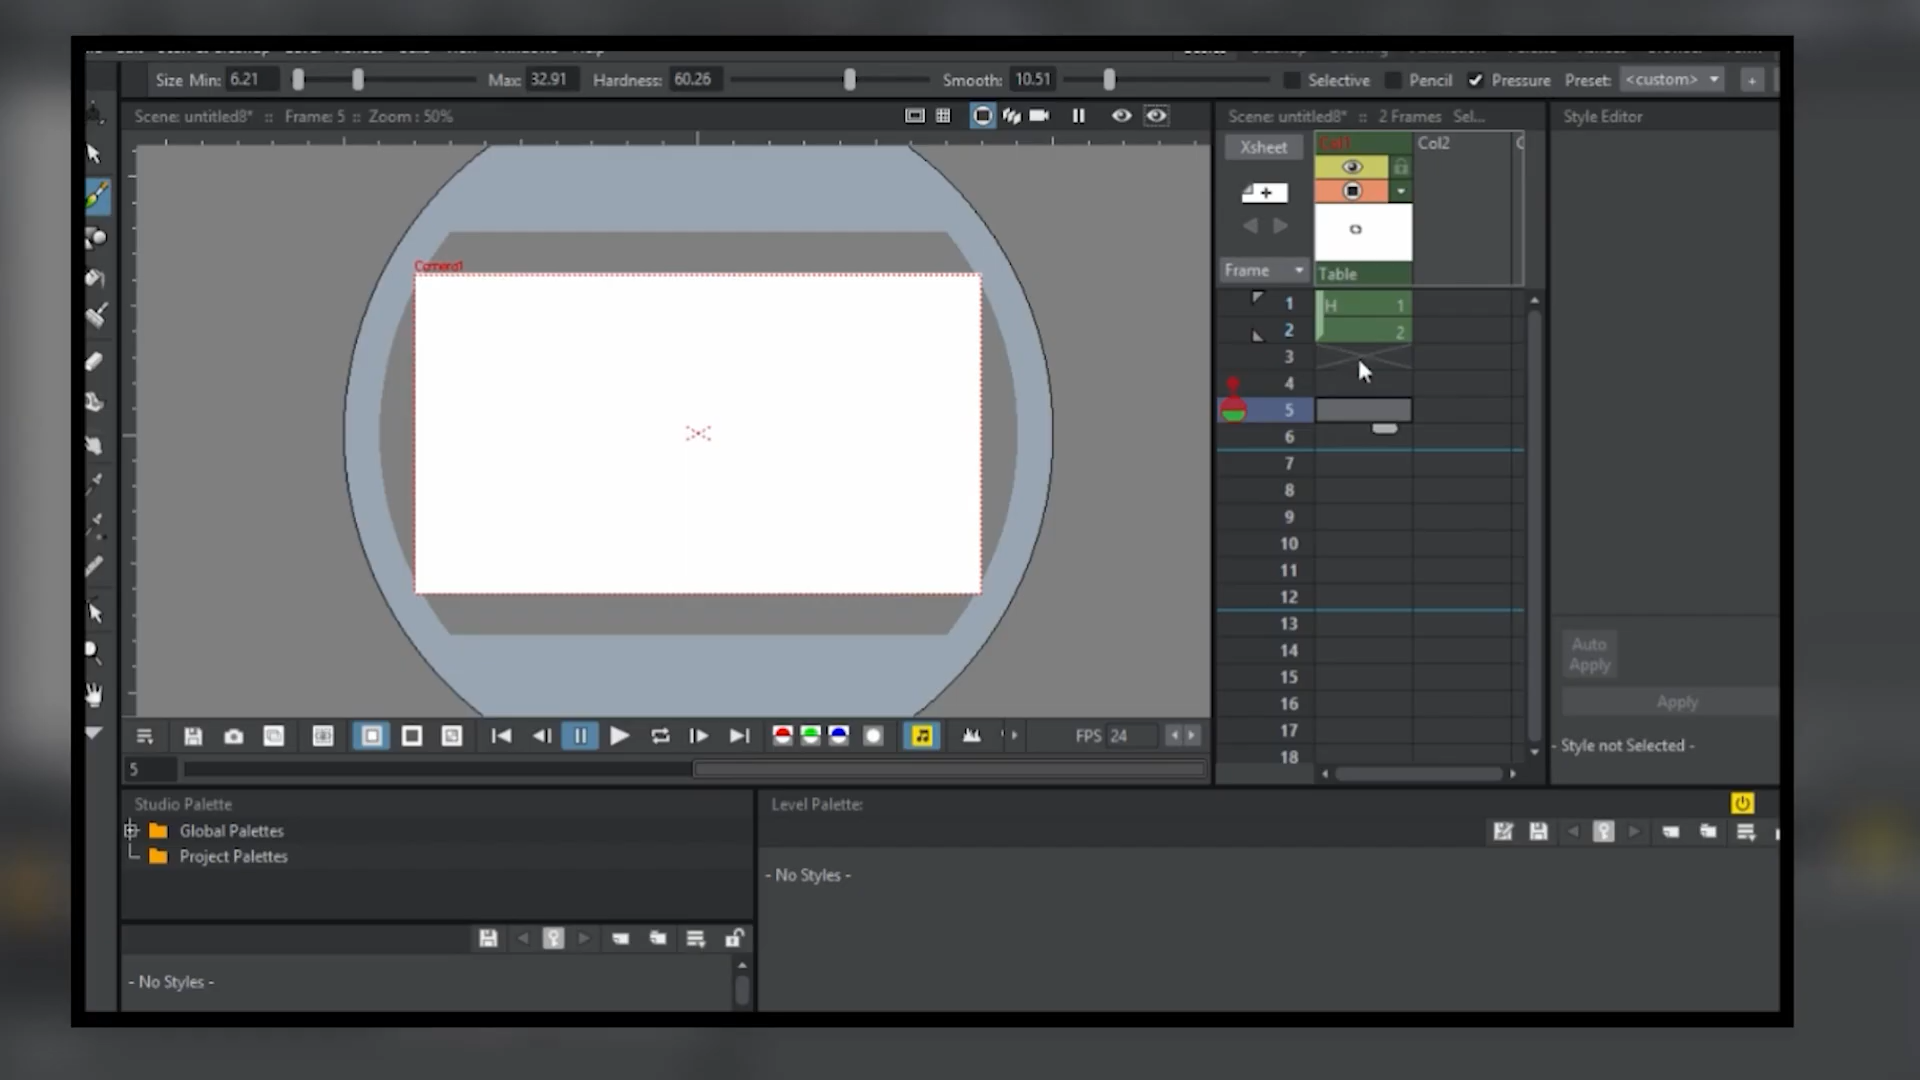 Size Min: 6.21 Max: 32.91 Hardness: 60.26 Smooth: 10.51 Selective Pencil Pressure Preset: <custom> +
Scene: untitled8* :: Frame: 5 :: Zoom : 50%
Scene: untitled8* :: 2 Frames Sel...
Style Editor
Xsheet
Col1
Col2
Frame
Table
Camera1
H 1
2
1
2
3
4
5
6
7
8
9
10
11
12
13
14
15
16
17
18
Auto
Apply
Apply
- Style not Selected -
FPS 24
5
Studio Palette
Global Palettes
Project Palettes
- No Styles -
Level Palette:
- No Styles -